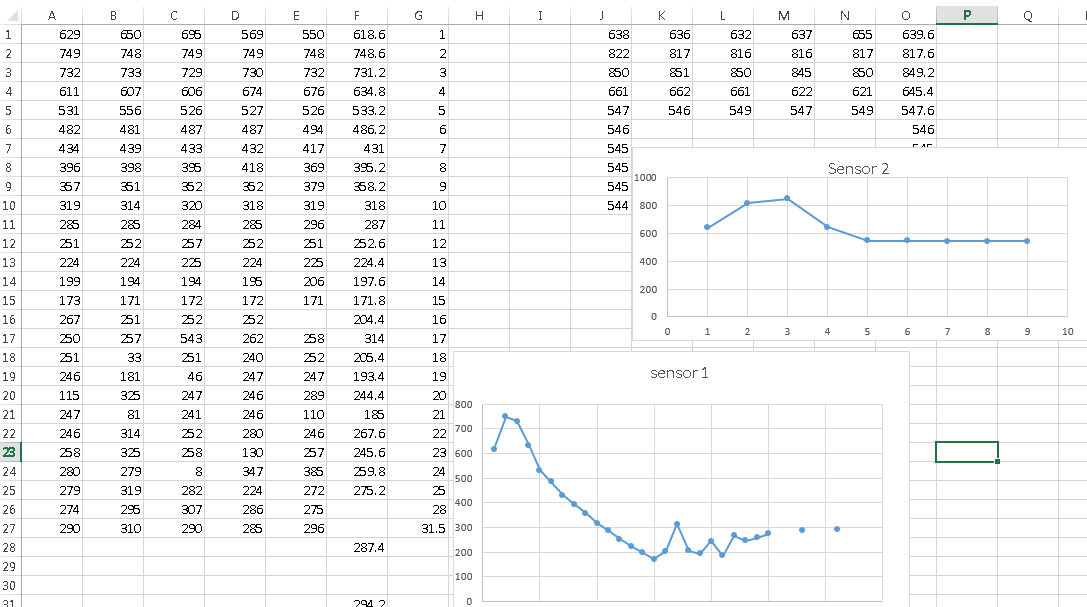 A B C D E F G H I J K L M N O P Q
1 629 650 695 569 550 618.6 1 638 636 632 637 655 639.6
2 749 748 749 749 748 748.6 2 822 817 816 816 817 817.6
3 732 733 729 730 732 731.2 3 850 851 850 845 850 849.2
4 611 607 606 674 676 634.8 4 661 662 661 622 621 645.4
5 531 556 526 527 526 533.2 5 547 546 549 547 549 547.6
6 482 481 487 487 494 486.2 6 546 546
7 434 439 433 432 417 431 7 545
8 396 398 395 418 369 395.2 8 545
9 357 351 352 352 379 358.2 9 545
10 319 314 320 318 319 318 10 544
11 285 285 284 285 296 287 11
12 251 252 257 252 251 252.6 12
13 224 224 225 224 225 224.4 13
14 199 194 194 195 206 197.6 14
15 173 171 172 172 171 171.8 15
16 267 251 252 252 204.4 16
17 250 257 543 262 258 314 17
18 251 33 251 240 252 205.4 18
19 246 181 46 247 247 193.4 19
20 115 325 247 246 289 244.4 20
21 247 81 241 246 110 185 21
22 246 314 252 280 246 267.6 22
23 258 325 258 130 257 245.6 23
24 280 279 8 347 385 259.8 24
25 279 319 282 224 272 275.2 25
26 274 295 307 286 275 28
27 290 310 290 285 296 31.5
28 287.4
29
30
31 294.2
Sensor 2
1000
800
600
400
200
0
0 1 2 3 4 5 6 7 8 9 10
sensor 1
800
700
600
500
400
300
200
100
0